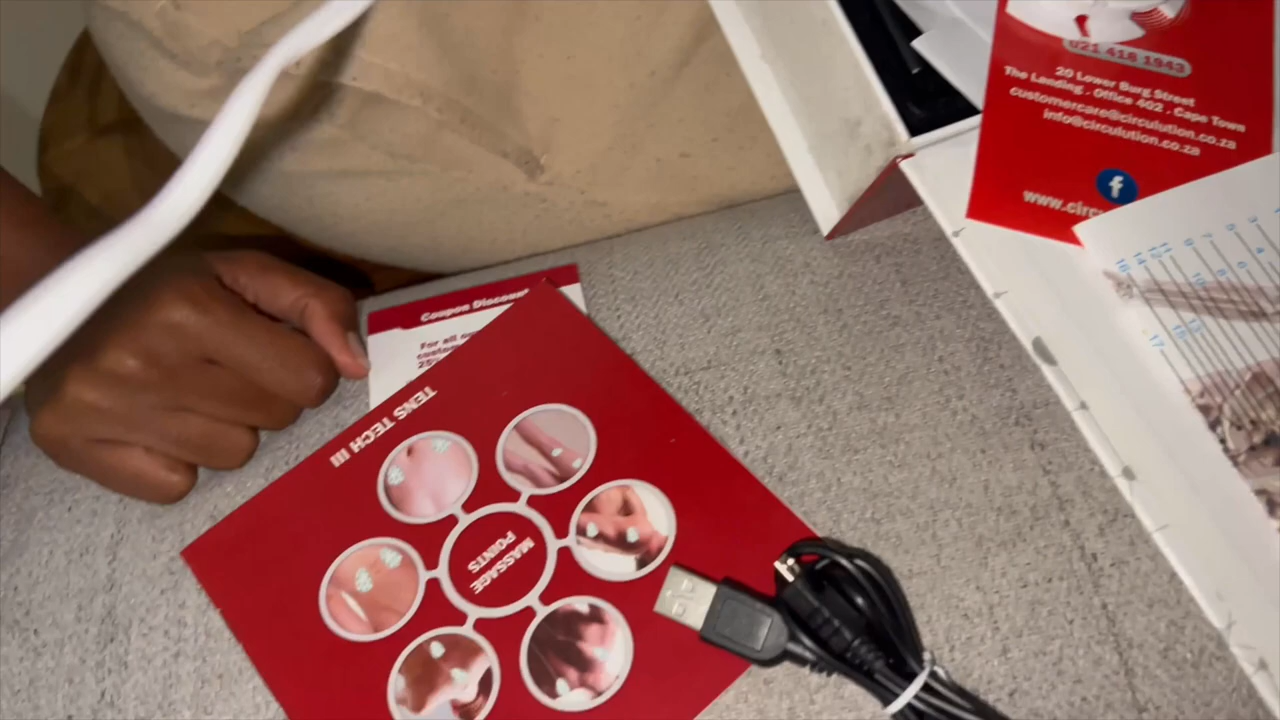 021 418 1943
20 Lower Burg Street
The Landing , Office 402 , Cape Town
customercare@circulution.co.za
info@circulution.co.za
f
www.circ
Coupon Discount
For all
25
TENS TECH III
MASSAGE
POINTS